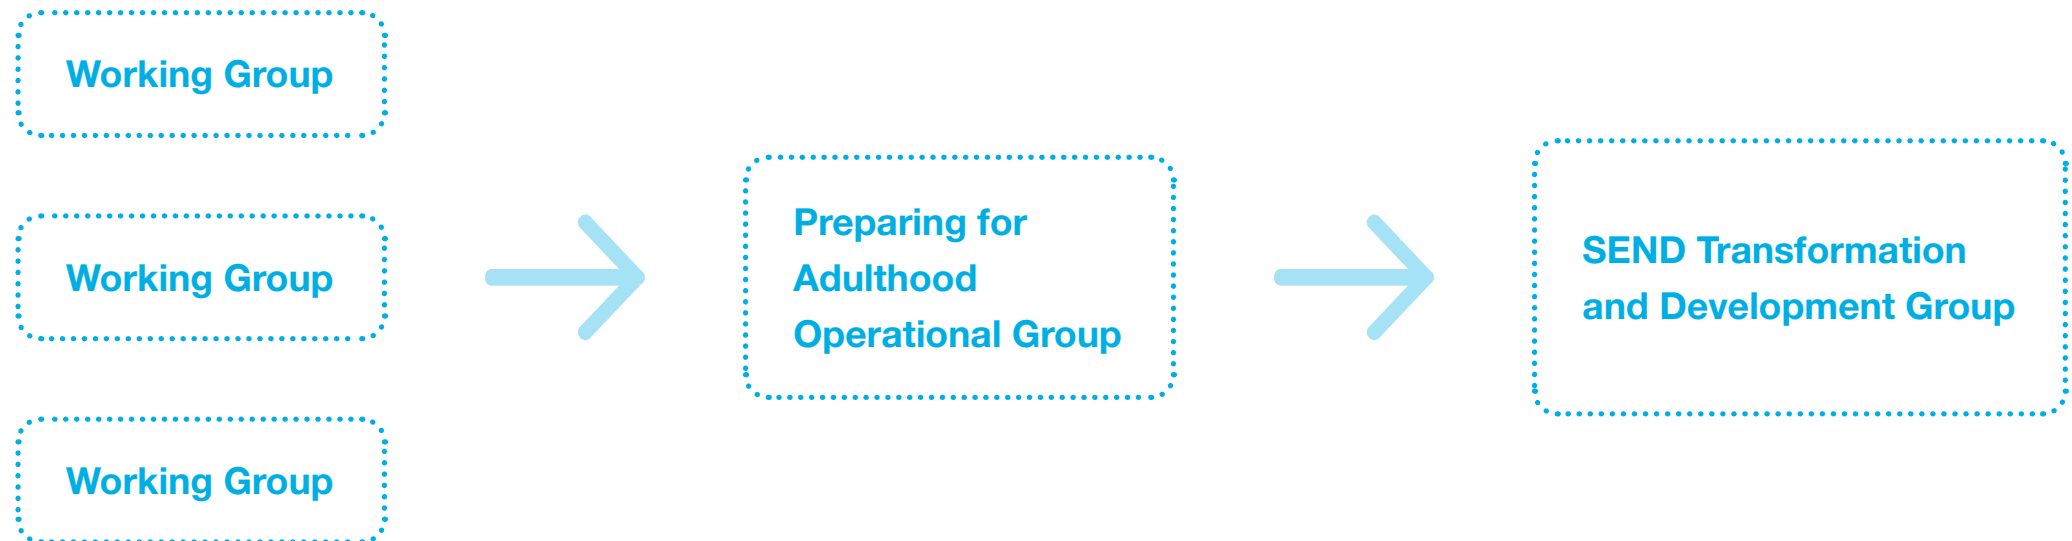 Working Group
Working Group
Working Group
Preparing for
Adulthood
Operational Group
SEND Transformation
and Development Group